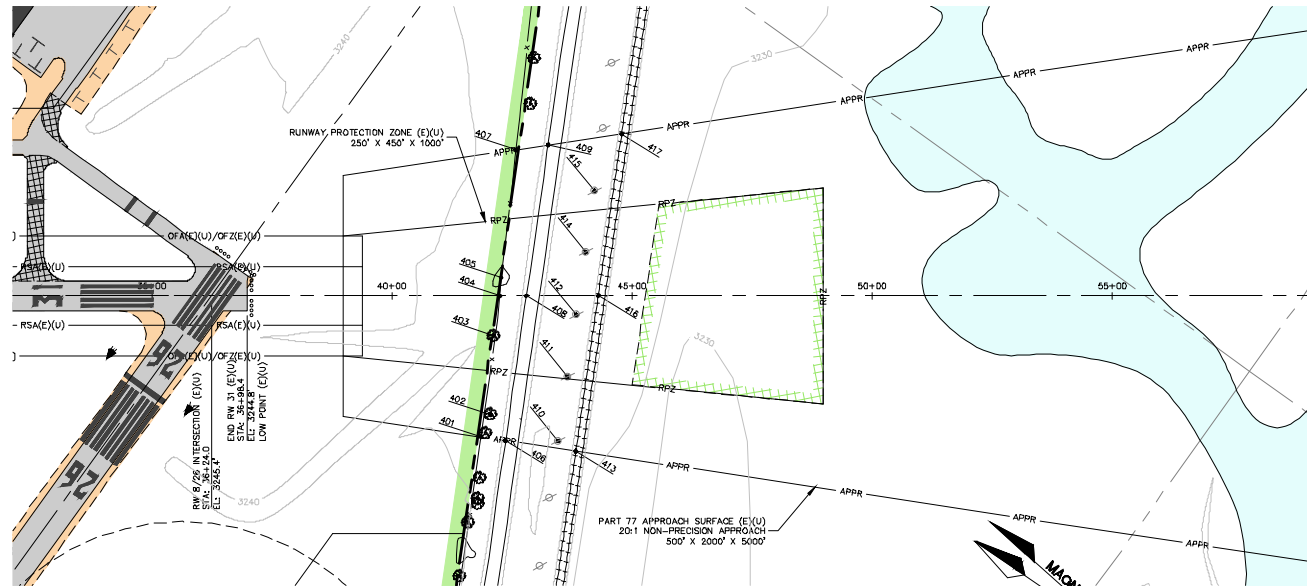 3240
3230
APPR
APPR
APPR
APPR
RUNWAY PROTECTION ZONE (E)(U)
250' X 450' X 1000'
407
409
417
APPR
415
RPZ
RPZ
OFA(E)(U)/OFZ(E)(U)
414
RSA(E)(U)
RSA(E)(U)
405
404
412
35+00
40+00
45+00
50+00
55+00
31
408
416
RPZ
RSA(E)(U)
RSA(E)(U)
403
3230
OFA(E)(U)/OFZ(E)(U)
26
411
RPZ
RPZ
RW 8/26 INTERSECTION (E)(U)
STA: 36+24.0
EL: 3245.4'
END RW 31 (E)(U)
STA: 36+98.4
EL: 3244.8'
LOW POINT (E)(U)
402
401
410
APPR
406
413
APPR
26
3240
APPR
PART 77 APPROACH SURFACE (E)(U)
20:1 NON-PRECISION APPROACH
500' X 2000' X 5000'
APPR
APPR